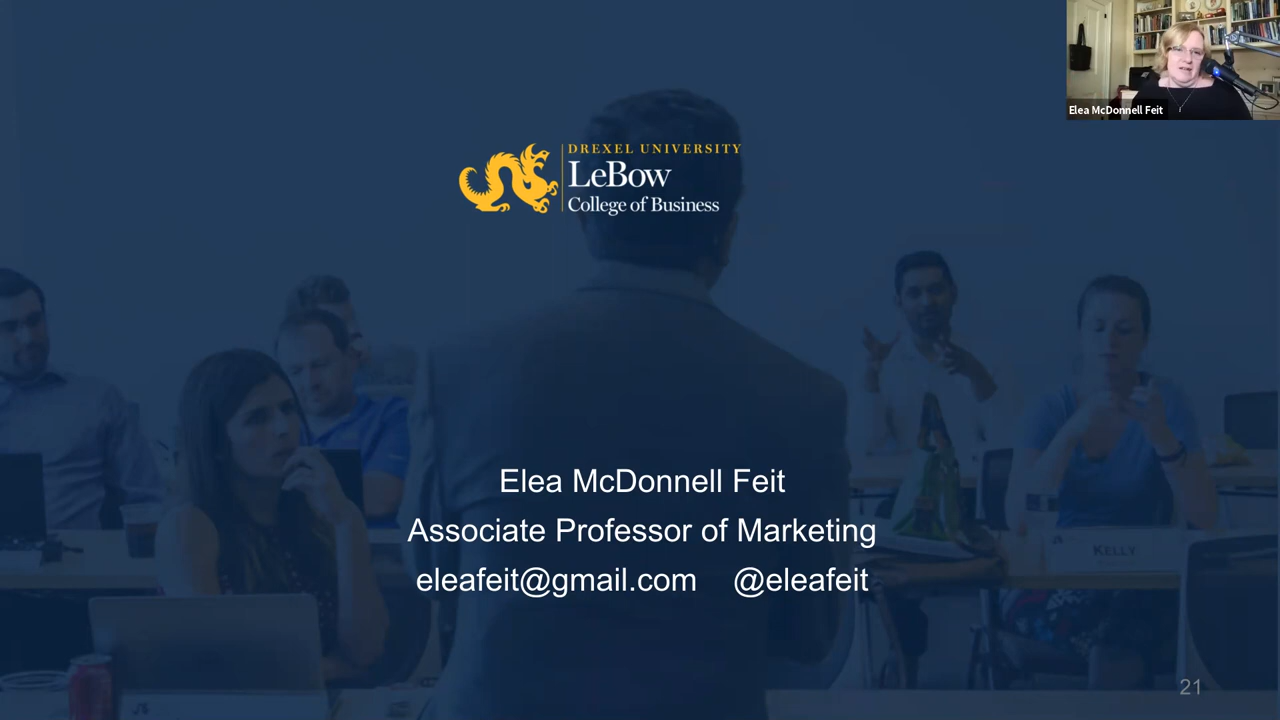 Elea McDonnell Feit
DREXEL UNIVERSITY
LeBow
College of Business
Elea McDonnell Feit
Associate Professor of Marketing
eleafeit@gmail.com @eleafeit
KELLY
21